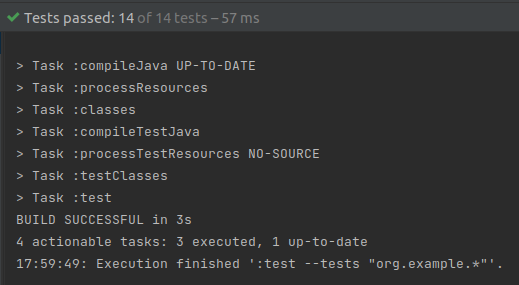 Tests passed: 14 of 14 tests – 57 ms
> Task :compileJava UP-TO-DATE
> Task :processResources
> Task :classes
> Task :compileTestJava
> Task :processTestResources NO-SOURCE
> Task :testClasses
> Task :test
BUILD SUCCESSFUL in 3s
4 actionable tasks: 3 executed, 1 up-to-date
17:59:49: Execution finished ':test --tests "org.example.*"'.